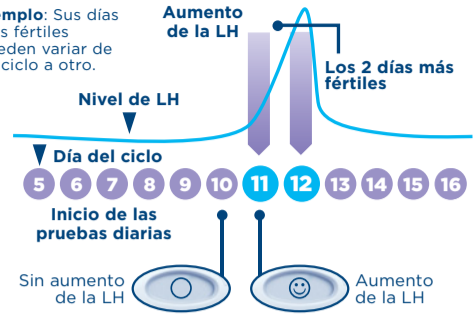 emplo: Sus días
s fértiles
eden variar de
ciclo a otro.
Aumento
de la LH
Los 2 días más
fértiles
Nivel de LH
Día del ciclo
5 6 7 8 9 10 11 12 13 14 15 16
Inicio de las
pruebas diarias
Sin aumento
de la LH
Aumento
de la LH